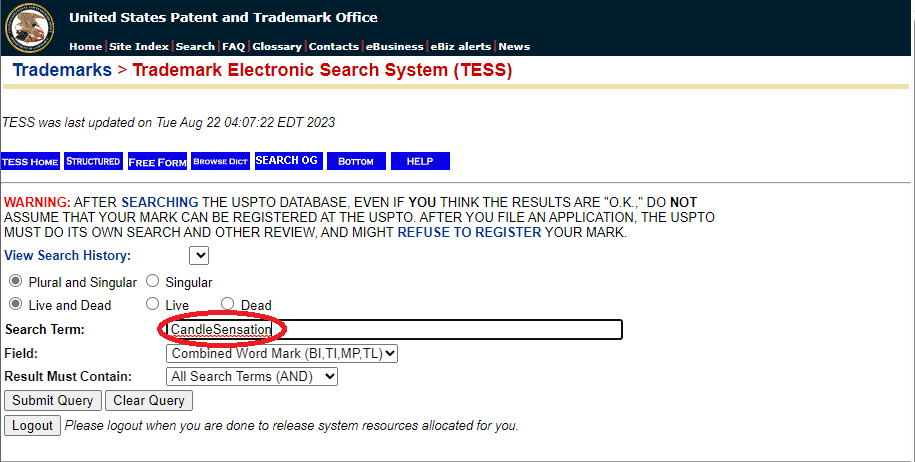 United States Patent and Trademark Office
Home | Site Index | Search | FAQ | Glossary | Contacts | eBusiness | eBiz alerts | News
Trademarks > Trademark Electronic Search System (TESS)
TESS was last updated on Tue Aug 22 04:07:22 EDT 2023
TESS HOME STRUCTURED FREE FORM BROWSE DICT SEARCH OG BOTTOM HELP
WARNING: AFTER SEARCHING THE USPTO DATABASE, EVEN IF YOU THINK THE RESULTS ARE "O.K.," DO NOT
ASSUME THAT YOUR MARK CAN BE REGISTERED AT THE USPTO. AFTER YOU FILE AN APPLICATION, THE USPTO
MUST DO ITS OWN SEARCH AND OTHER REVIEW, AND MIGHT REFUSE TO REGISTER YOUR MARK.
View Search History:
Plural and Singular Singular
Live and Dead Live Dead
Search Term: CandleSensation
Field: Combined Word Mark (BI,TI,MP,TL)
Result Must Contain: All Search Terms (AND)
Submit Query Clear Query
Logout Please logout when you are done to release system resources allocated for you.